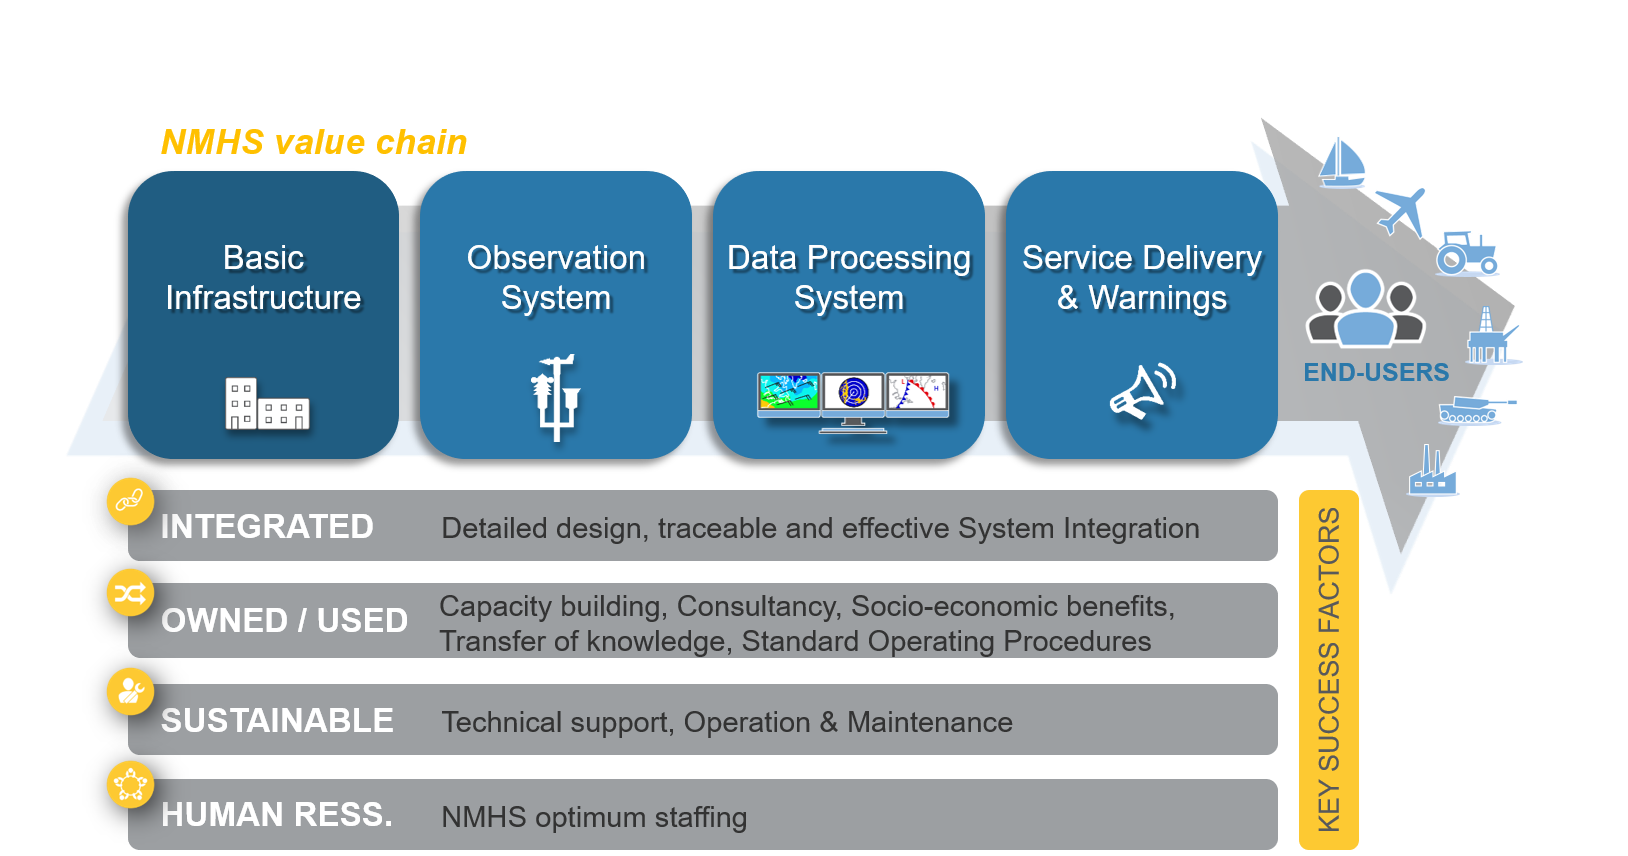 NMHS value chain
Basic
Infrastructure
Observation
System
Data Processing
System
Service Delivery
& Warnings
L
H
END-USERS
INTEGRATED
Detailed design, traceable and effective System Integration
OWNED / USED
Capacity building, Consultancy, Socio-economic benefits,
Transfer of knowledge, Standard Operating Procedures
SUSTAINABLE
Technical support, Operation & Maintenance
HUMAN RESS.
NMHS optimum staffing
KEY SUCCESS FACTORS